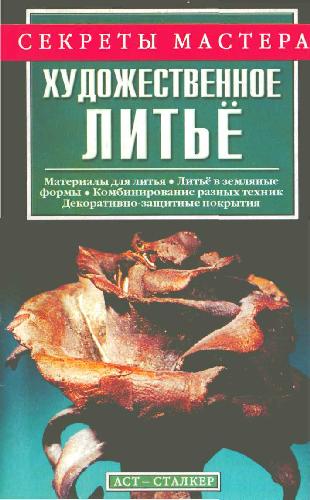 СЕКРЕТЫ МАСТЕРА
ХУДОЖЕСТВЕННОЕ
ЛИТЬЁ
Материалы для литья • Литьё в земляные
формы • Комбинирование разных техник
Декоративно-защитные покрытия
АСТ – СТАЛКЕР